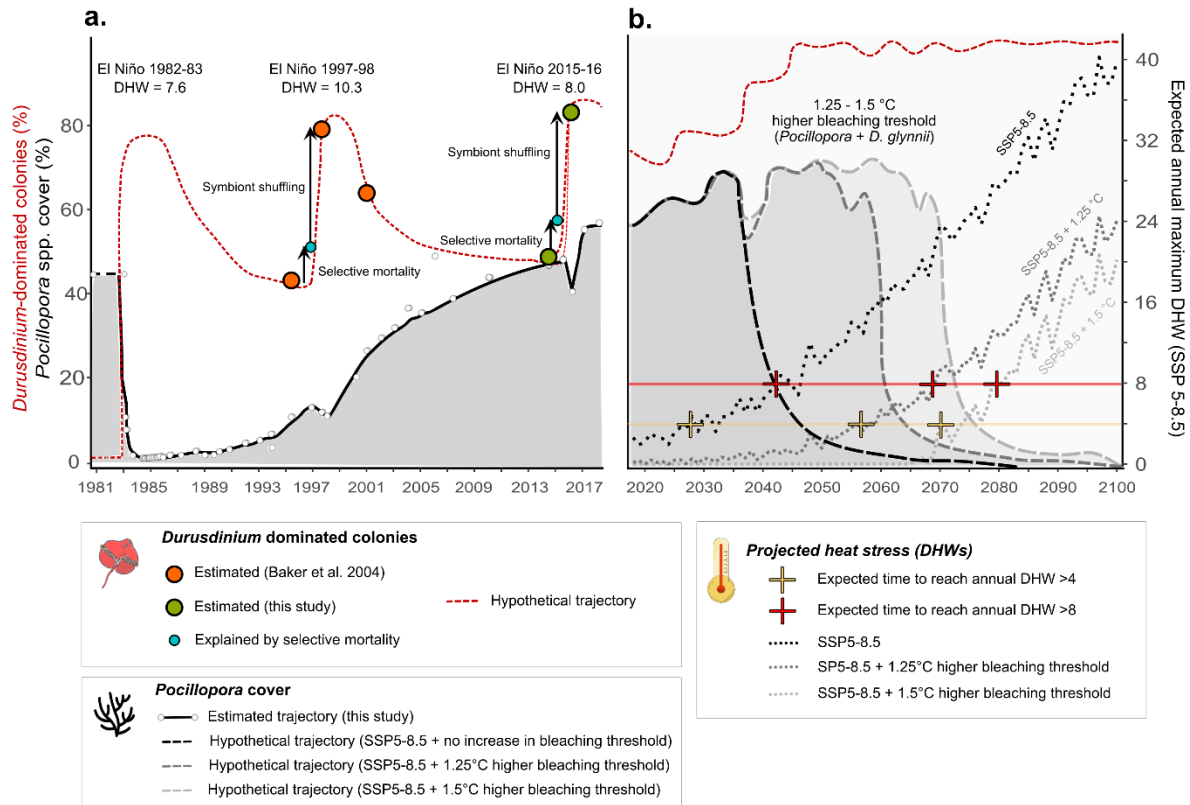 a.
El Niño 1982-83
DHW = 7.6
El Niño 1997-98
DHW = 10.3
El Niño 2015-16
DHW = 8.0
Symbiont shuffling
Selective mortality
Symbiont shuffling
Selective mortality
Durusdinium-dominated colonies (%)
Pocillopora spp. cover (%)
80
60
40
20
0
1981 1985 1989 1993 1997 2001 2005 2009 2013 2017
b.
1.25 - 1.5 °C
higher bleaching treshold
(Pocillopora + D. glynnii)
SSP5-8.5
SSP5-8.5 + 1.25 °C
SSP5-8.5 + 1.5 °C
40
32
24
16
8
0
Expected annual maximum DHW (SSP 5-8.5)
2020 2030 2040 2050 2060 2070 2080 2090 2100
Durusdinium dominated colonies
Estimated (Baker et al. 2004)
Estimated (this study)
Hypothetical trajectory
Explained by selective mortality
Pocillopora cover
Estimated trajectory (this study)
Hypothetical trajectory (SSP5-8.5 + no increase in bleaching threshold)
Hypothetical trajectory (SSP5-8.5 + 1.25°C higher bleaching threshold)
Hypothetical trajectory (SSP5-8.5 + 1.5°C higher bleaching threshold)
Projected heat stress (DHWs)
Expected time to reach annual DHW >4
Expected time to reach annual DHW >8
SSP5-8.5
SP5-8.5 + 1.25°C higher bleaching threshold
SSP5-8.5 + 1.5°C higher bleaching threshold